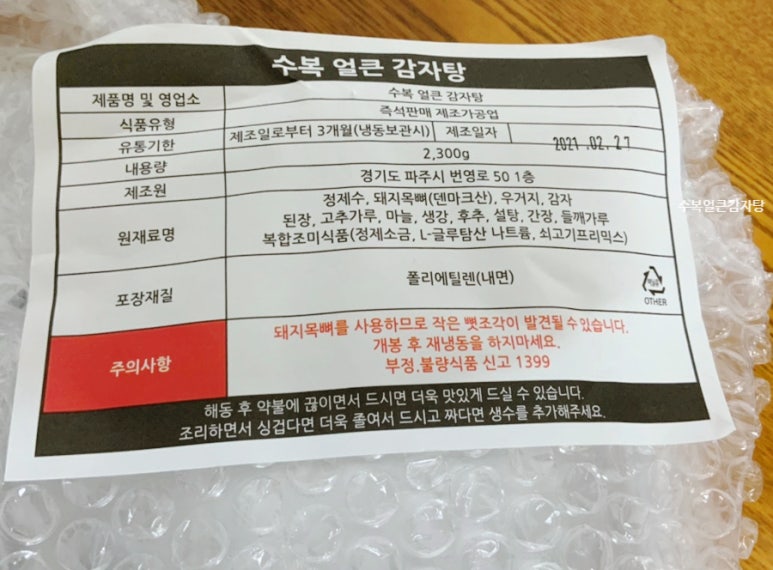 수복 얼큰 감자탕
제품명 및 영업소 수복 얼큰 감자탕
식품유형 즉석판매 제조가공업
유통기한 제조일로부터 3개월(냉동보관시) 제조일자 2021.02.27
내용량 2,300g
제조원 경기도 파주시 번영로 50 1층
원재료명 정제수, 돼지목뼈(덴마크산), 우거지, 감자
된장, 고추가루, 마늘, 생강, 후추, 설탕, 간장, 들깨가루
복합조미식품(정제소금, L-글루탐산 나트륨, 쇠고기프리믹스)
포장재질 폴리에틸렌(내면)
OTHER
주의사항 돼지목뼈를 사용하므로 작은 뼛조각이 발견될 수 있습니다.
개봉 후 재냉동을 하지마세요.
부정,불량식품 신고 1399
해동 후 약불에 끊이면서 드시면 더욱 맛있게 드실 수 있습니다.
조리하면서 싱겁다면 더욱 졸여서 드시고 짜다면 생수를 추가해주세요.
수복얼큰감자탕